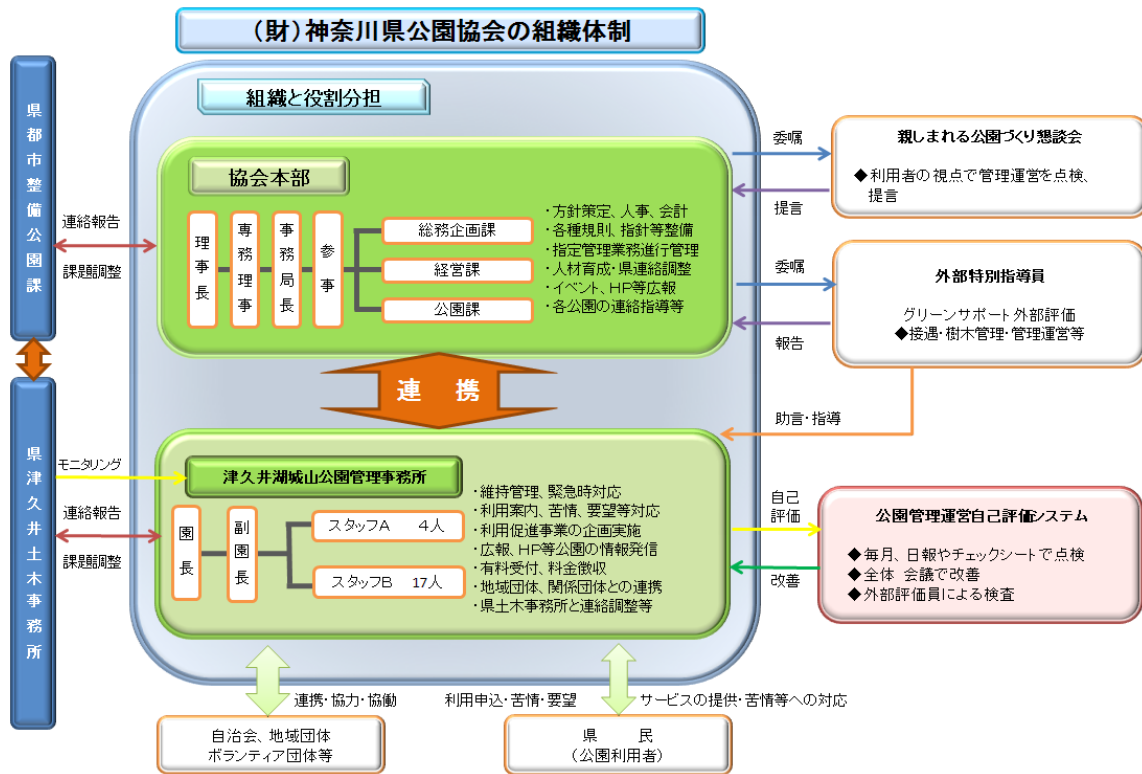 （財）神奈川県公園協会の組織体制
県都市整備公園課
県津久井土木事務所
連絡報告
課題調整
モニタリング
連絡報告
課題調整
組織と役割分担
協会本部
理事長
専務理事
事務局長
参事
総務企画課
経営課
公園課
・方針策定、人事、会計
・各種規則、指針等整備
・指定管理業務進行管理
・人材育成・県連絡調整
・イベント、HP等広報
・各公園の連絡指導等
連 携
津久井湖城山公園管理事務所
園長
副園長
スタッフA 4人
スタッフB 17人
・維持管理、緊急時対応
・利用案内、苦情、要望等対応
・利用促進事業の企画実施
・広報、HP等公園の情報発信
・有料受付、料金徴収
・地域団体、関係団体との連携
・県土木事務所と連絡調整等
委嘱
提言
親しまれる公園づくり懇談会
◆利用者の視点で管理運営を点検、
提言
委嘱
報告
外部特別指導員
グリーンサポート外部評価
◆接遇・樹木管理・管理運営等
助言・指導
自己
評価
改善
公園管理運営自己評価システム
◆毎月、日報やチェックシートで点検
◆全体 会議で改善
◆外部評価員による検査
連携・協力・協働
自治会、地域団体
ボランティア団体等
利用申込・苦情・要望
サービスの提供・苦情等への対応
県 民
（公園利用者）